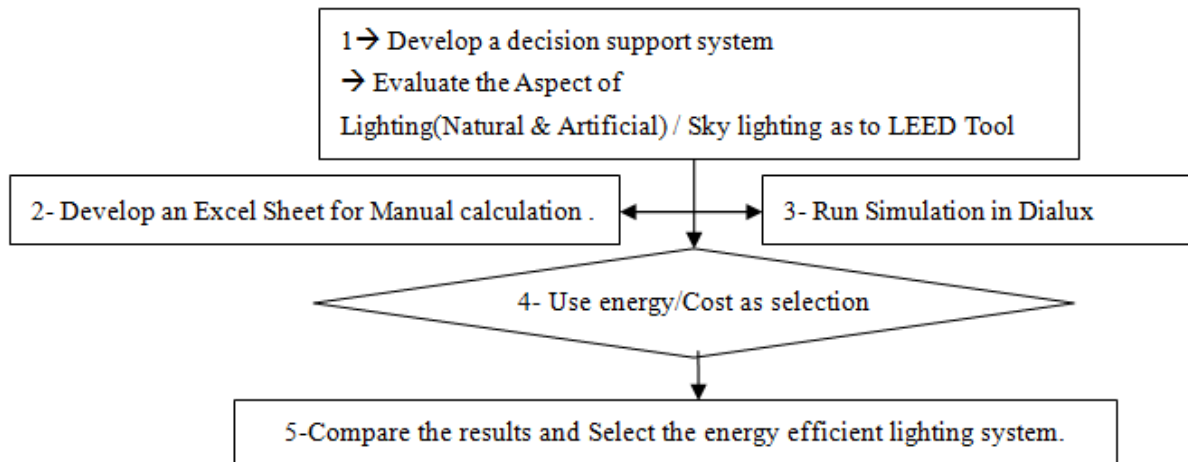 1→ Develop a decision support system
→ Evaluate the Aspect of
Lighting(Natural & Artificial) / Sky lighting as to LEED Tool
2- Develop an Excel Sheet for Manual calculation .
3- Run Simulation in Dialux
4- Use energy/Cost as selection
5-Compare the results and Select the energy efficient lighting system.